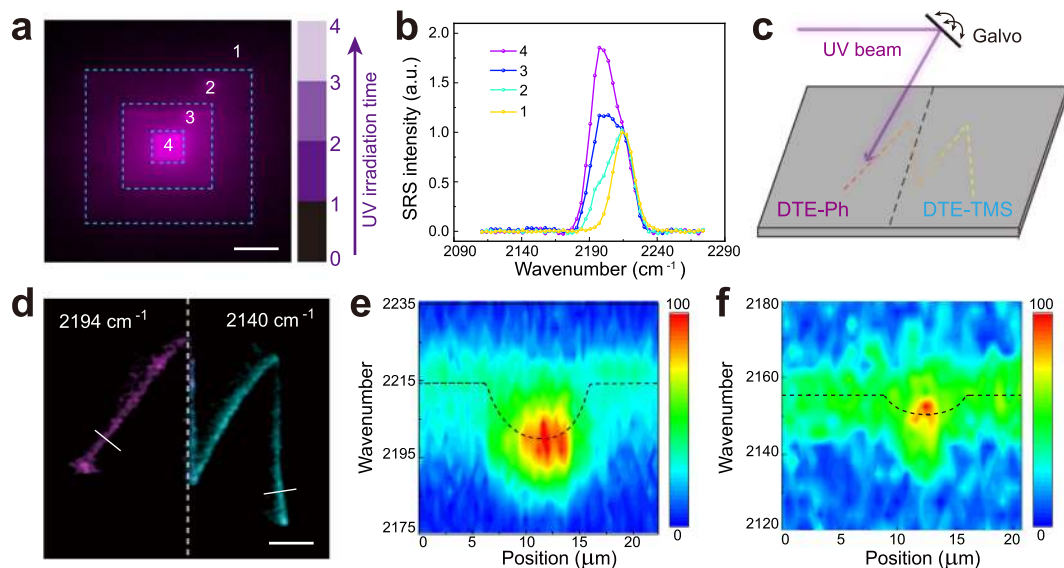 a
1
2
3
4
4
3
2
1
0
UV irradiation time
b
2.0
1.5
1.0
0.5
0.0
SRS intensity (a.u.)
4
3
2
1
2090 2140 2190 2240 2290
Wavenumber (cm⁻¹)
c
UV beam
Galvo
DTE-Ph
DTE-TMS
d
2194 cm⁻¹
2140 cm⁻¹
e
2235
2215
2195
2175
Wavenumber
0 5 10 15 20
Position (μm)
100
0
f
2180
2160
2140
2120
Wavenumber
0 5 10 15 20
Position (μm)
100
0